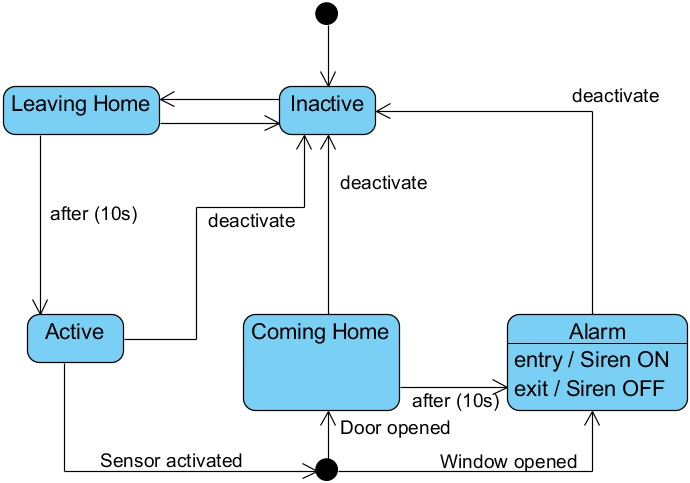 deactivate
Leaving Home
Inactive
deactivate
after (10s)
deactivate
Active
Coming Home
Alarm
entry / Siren ON
exit / Siren OFF
after (10s)
Door opened
Sensor activated
Window opened